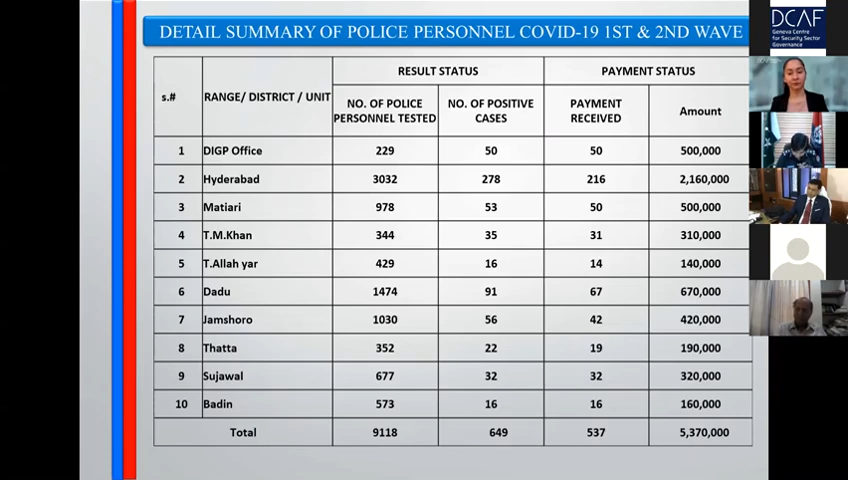 DETAIL SUMMARY OF POLICE PERSONNEL COVID-19 1ST & 2ND WAVE
DCAF
Geneva Centre
for Security Sector
Governance
s.# RANGE/ DISTRICT / UNIT RESULT STATUS PAYMENT STATUS
NO. OF POLICE PERSONNEL TESTED NO. OF POSITIVE CASES PAYMENT RECEIVED Amount
1 DIGP Office 229 50 50 500,000
2 Hyderabad 3032 278 216 2,160,000
3 Matiari 978 53 50 500,000
4 T.M.Khan 344 35 31 310,000
5 T.Allah yar 429 16 14 140,000
6 Dadu 1474 91 67 670,000
7 Jamshoro 1030 56 42 420,000
8 Thatta 352 22 19 190,000
9 Sujawal 677 32 32 320,000
10 Badin 573 16 16 160,000
Total 9118 649 537 5,370,000